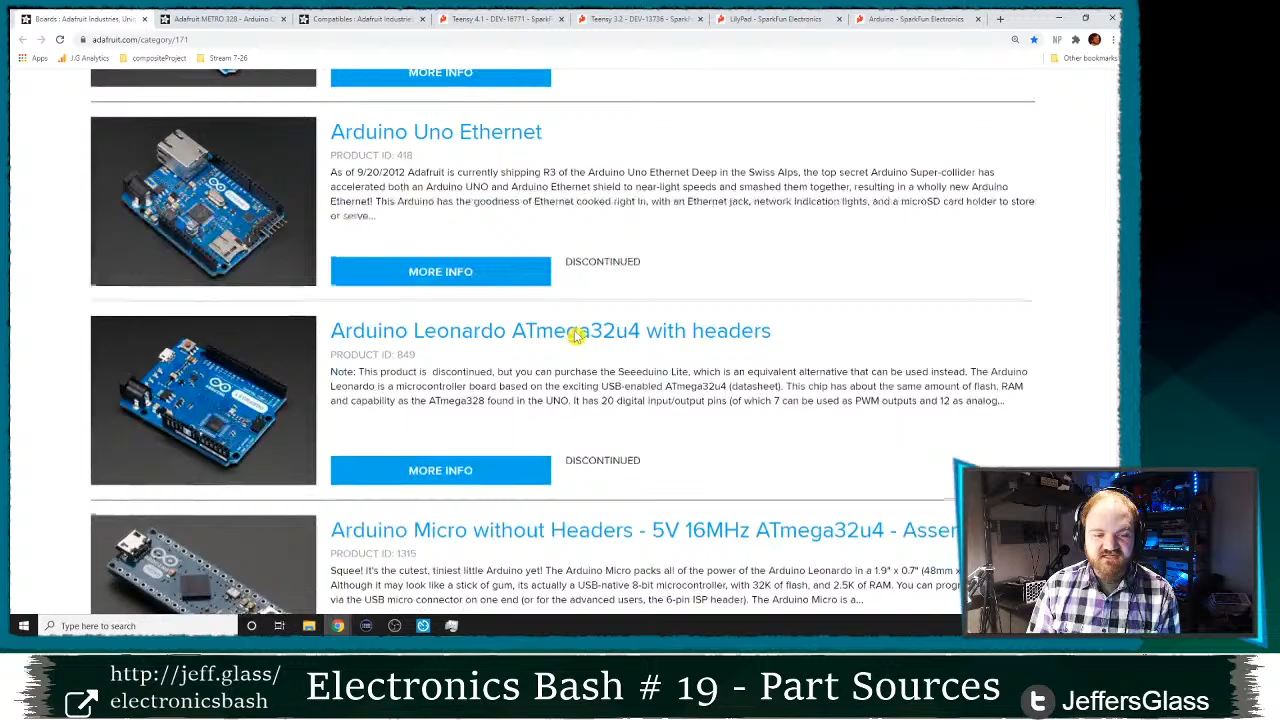 Boards : Adafruit Industries, Uni
Adafruit METRO 328 - Arduino C
Compatibles : Adafruit Industrie
Teensy 4.1 - DEV-16771 - SparkF
Teensy 3.2 - DEV-13736 - SparkF
LilyPad - SparkFun Electronics
Arduino - SparkFun Electronics
adafruit.com/category/171
NP
Apps
J.G Analytics
compositeProject
Stream 7-26
Other bookmarks
MORE INFO
Arduino Uno Ethernet
PRODUCT ID: 418
As of 9/20/2012 Adafruit is currently shipping R3 of the Arduino Uno Ethernet Deep in the Swiss Alps, the top secret Arduino Super-collider has
accelerated both an Arduino UNO and Arduino Ethernet shield to near-light speeds and smashed them together, resulting in a wholly new Arduino
Ethernet! This Arduino has the goodness of Ethernet cooked right in, with an Ethernet jack, network indication lights, and a microSD card holder to store
or serve...
MORE INFO
DISCONTINUED
Arduino Leonardo ATmega32u4 with headers
PRODUCT ID: 849
Note: This product is discontinued, but you can purchase the Seeeduino Lite, which is an equivalent alternative that can be used instead. The Arduino
Leonardo is a microcontroller board based on the exciting USB-enabled ATmega32u4 (datasheet). This chip has about the same amount of flash, RAM
and capability as the ATmega328 found in the UNO. It has 20 digital input/output pins (of which 7 can be used as PWM outputs and 12 as analog...
MORE INFO
DISCONTINUED
Arduino Micro without Headers - 5V 16MHz ATmega32u4 - Assem
PRODUCT ID: 1315
Squee! It's the cutest, tiniest little Arduino yet! The Arduino Micro packs all of the power of the Arduino Leonardo in a 1.9" x 0.7" (48mm
Although it may look like a stick of gum, its actually a USB-native 8-bit microcontroller, with 32K of flash, and 2.5K of RAM. You can prog
via the USB micro connector on one end (or for the advanced users, the 6-pin ISP header). The Arduino Micro is a...
Type here to search
http://jeff.glass/
electronicsbash
Electronics Bash # 19 - Part Sources
JeffersGlass